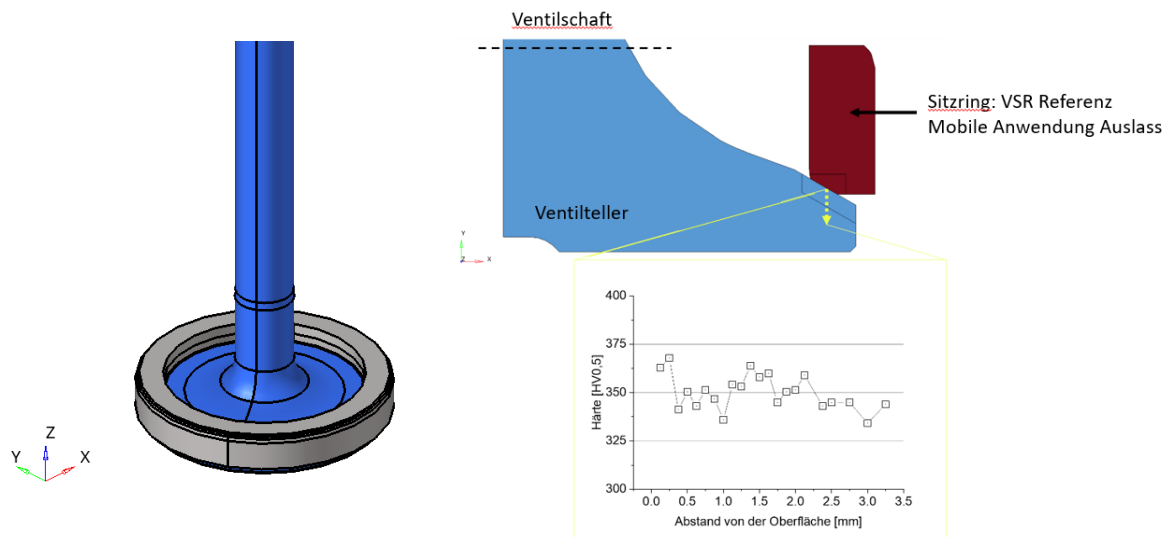 Ventilschaft
Sitzring: VSR Referenz
Mobile Anwendung Auslass
Ventilteller
Y
Z X
400
375
350
325
300
Härte [HV0,5]
0.0 0.5 1.0 1.5 2.0 2.5 3.0 3.5
Abstand von der Oberfläche [mm]
Z
Y X